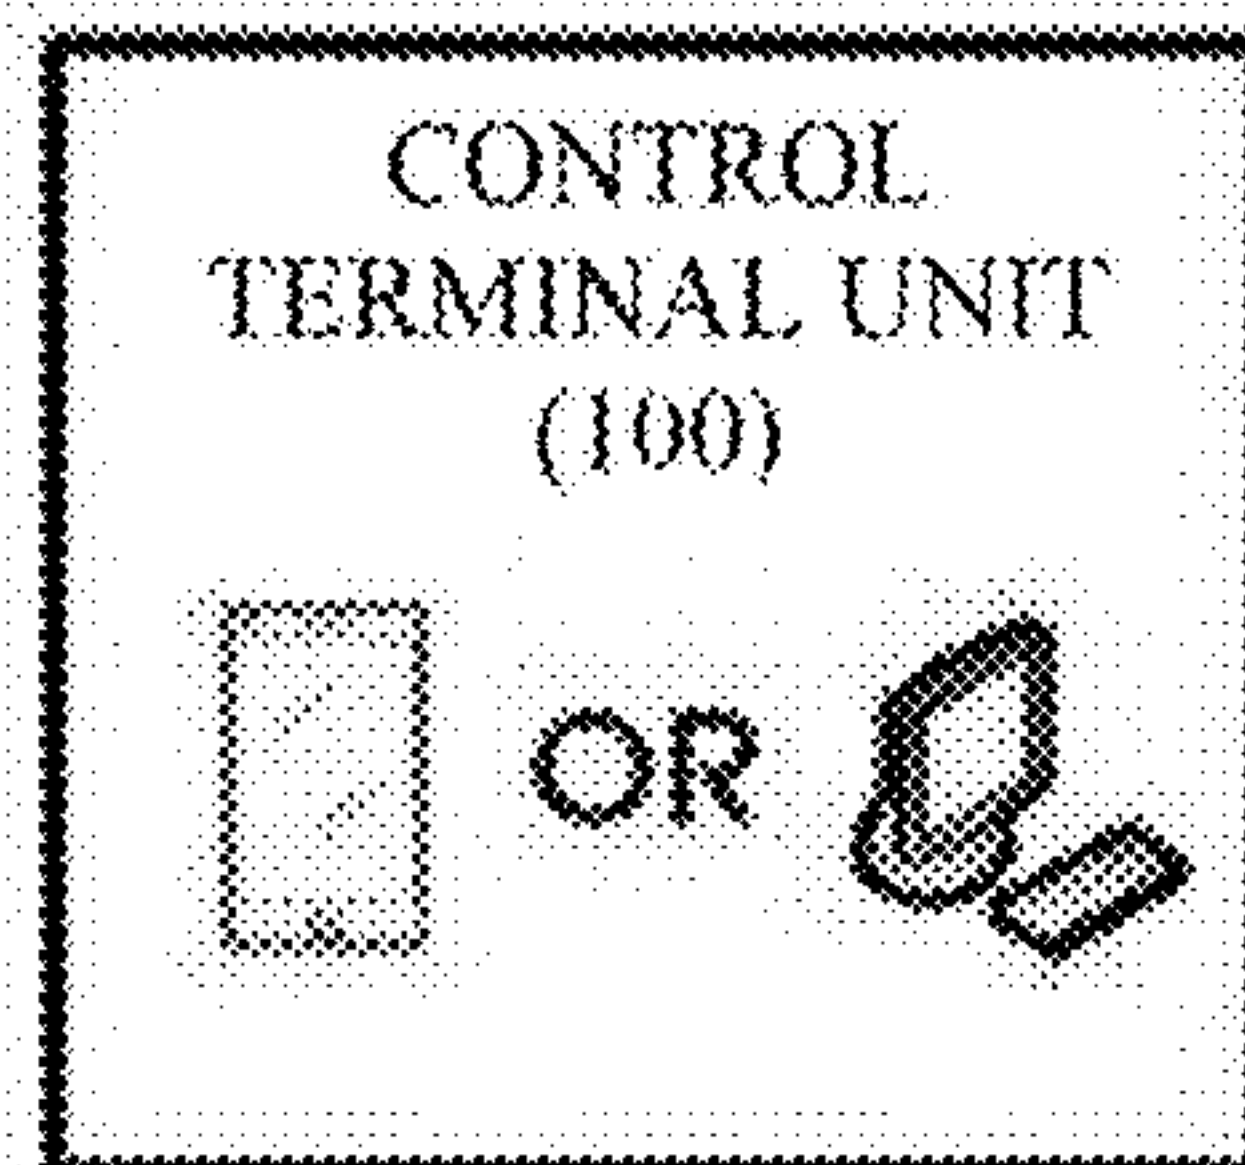 CONTROL
TERMINAL UNIT
(100)
OR